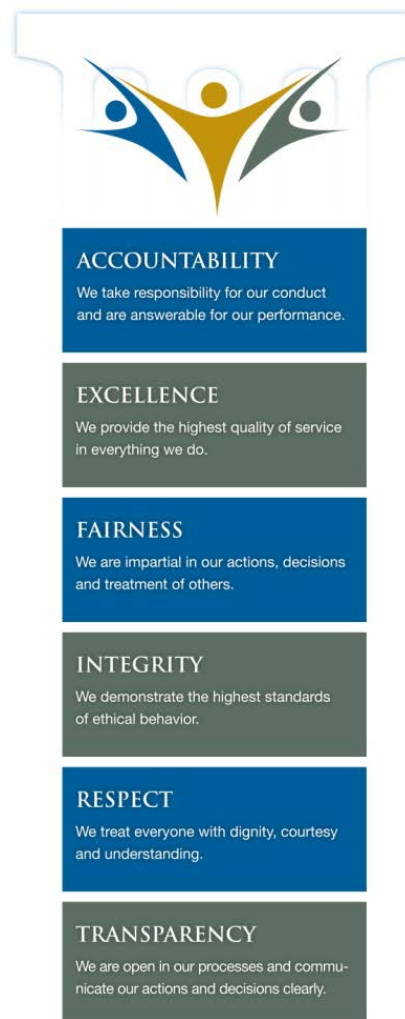 ACCOUNTABILITY
We take responsibility for our conduct
and are answerable for our performance.
EXCELLENCE
We provide the highest quality of service
in everything we do.
FAIRNESS
We are impartial in our actions, decisions
and treatment of others.
INTEGRITY
We demonstrate the highest standards
of ethical behavior.
RESPECT
We treat everyone with dignity, courtesy
and understanding.
TRANSPARENCY
We are open in our processes and commu-
nicate our actions and decisions clearly.